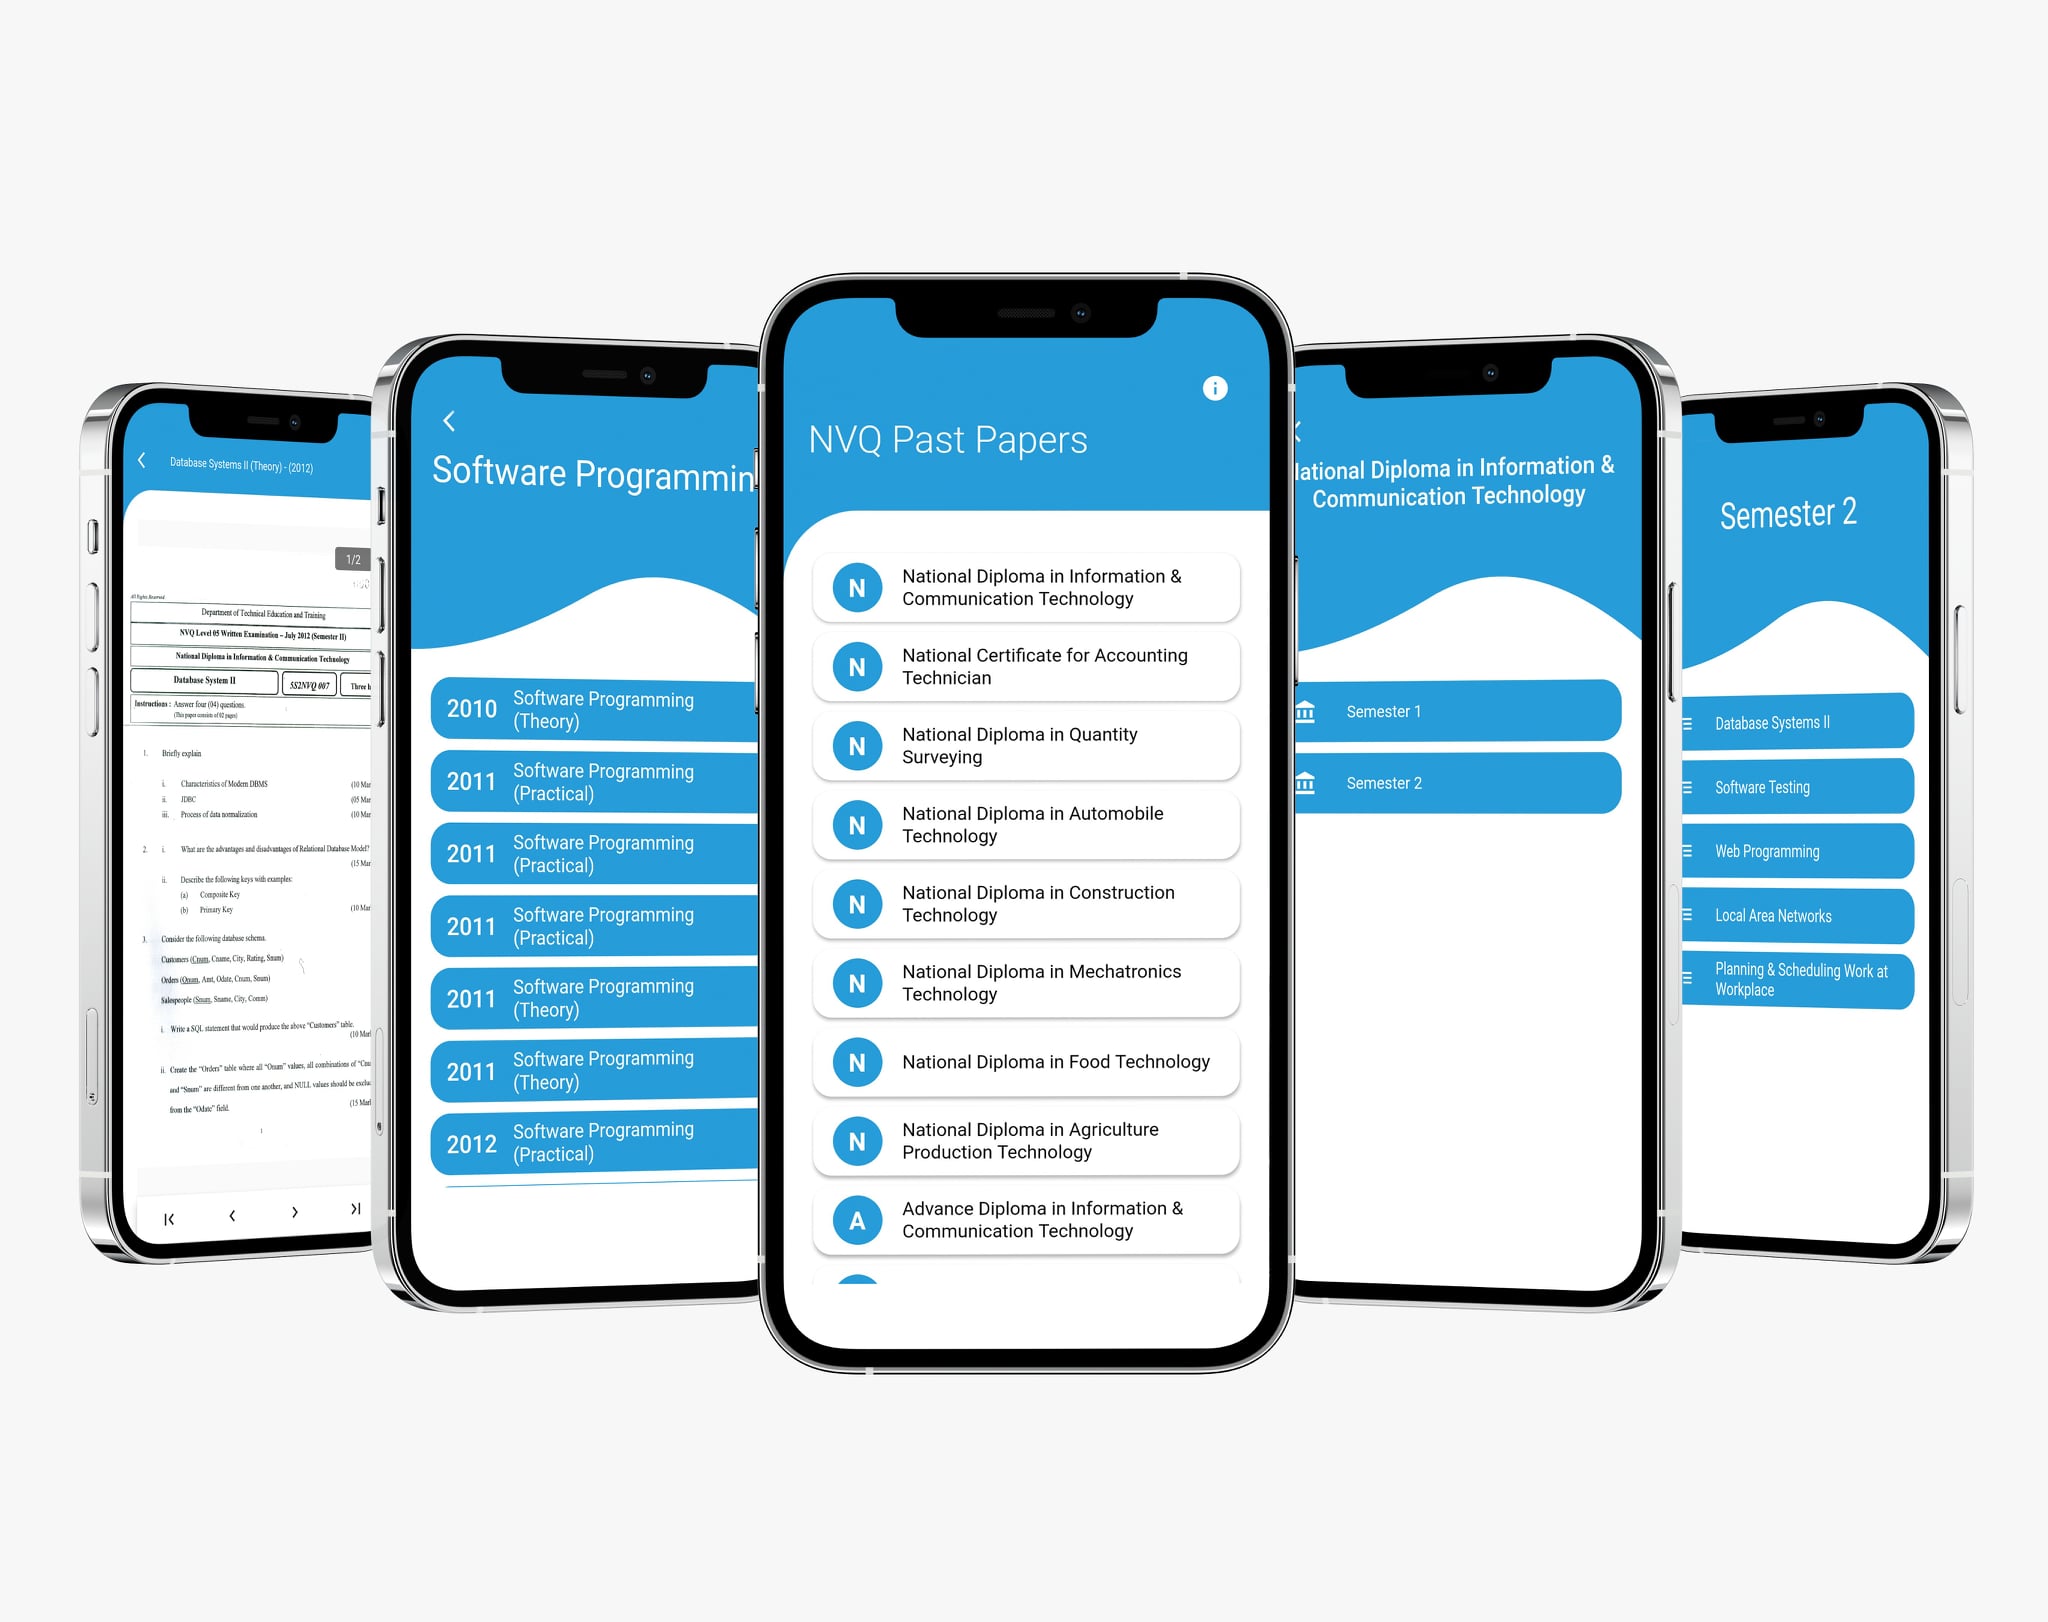 Database Systems II (Theory) - (2012)
1/2
All Rights Reserved
Department of Technical Education and Training
NVQ Level 05 Written Examination – July 2012 (Semester II)
National Diploma in Information & Communication Technology
Database System II
5S2NVQ 007
Three
Instructions : Answer four (04) questions.
(This paper consists of 02 pages)
1. Briefly explain
i. Characteristics of Modern DBMS (10 Mar
ii. JDBC (05 Mar
iii. Process of data normalization (10 Mar
2. i. What are the advantages and disadvantages of Relational Database Model?
(15 Mar
ii. Describe the following keys with examples:
(a) Composite Key
(b) Primary Key (10 Mar
3. Consider the following database schema.
Customers (Cnum, Cname, City, Rating, Snum)
Orders (Onum, Amt, Odate, Cnum, Snum)
Salespeople (Snum, Sname, City, Comm)
i. Write a SQL statement that would produce the above “Customers” table.
(10 Mar
ii. Create the “Orders” table where all “Onum” values, all combinations of “Cnu
and “Snum” are different from one another, and NULL values should be exclu
from the “Odate” field. (15 Mar
1
Software Programmin
2010 Software Programming
(Theory)
2011 Software Programming
(Practical)
2011 Software Programming
(Practical)
2011 Software Programming
(Practical)
2011 Software Programming
(Theory)
2011 Software Programming
(Theory)
2012 Software Programming
(Practical)
NVQ Past Papers
N National Diploma in Information &
Communication Technology
N National Certificate for Accounting
Technician
N National Diploma in Quantity
Surveying
N National Diploma in Automobile
Technology
N National Diploma in Construction
Technology
N National Diploma in Mechatronics
Technology
N National Diploma in Food Technology
N National Diploma in Agriculture
Production Technology
A Advance Diploma in Information &
Communication Technology
National Diploma in Information &
Communication Technology
Semester 1
Semester 2
Semester 2
Database Systems II
Software Testing
Web Programming
Local Area Networks
Planning & Scheduling Work at
Workplace